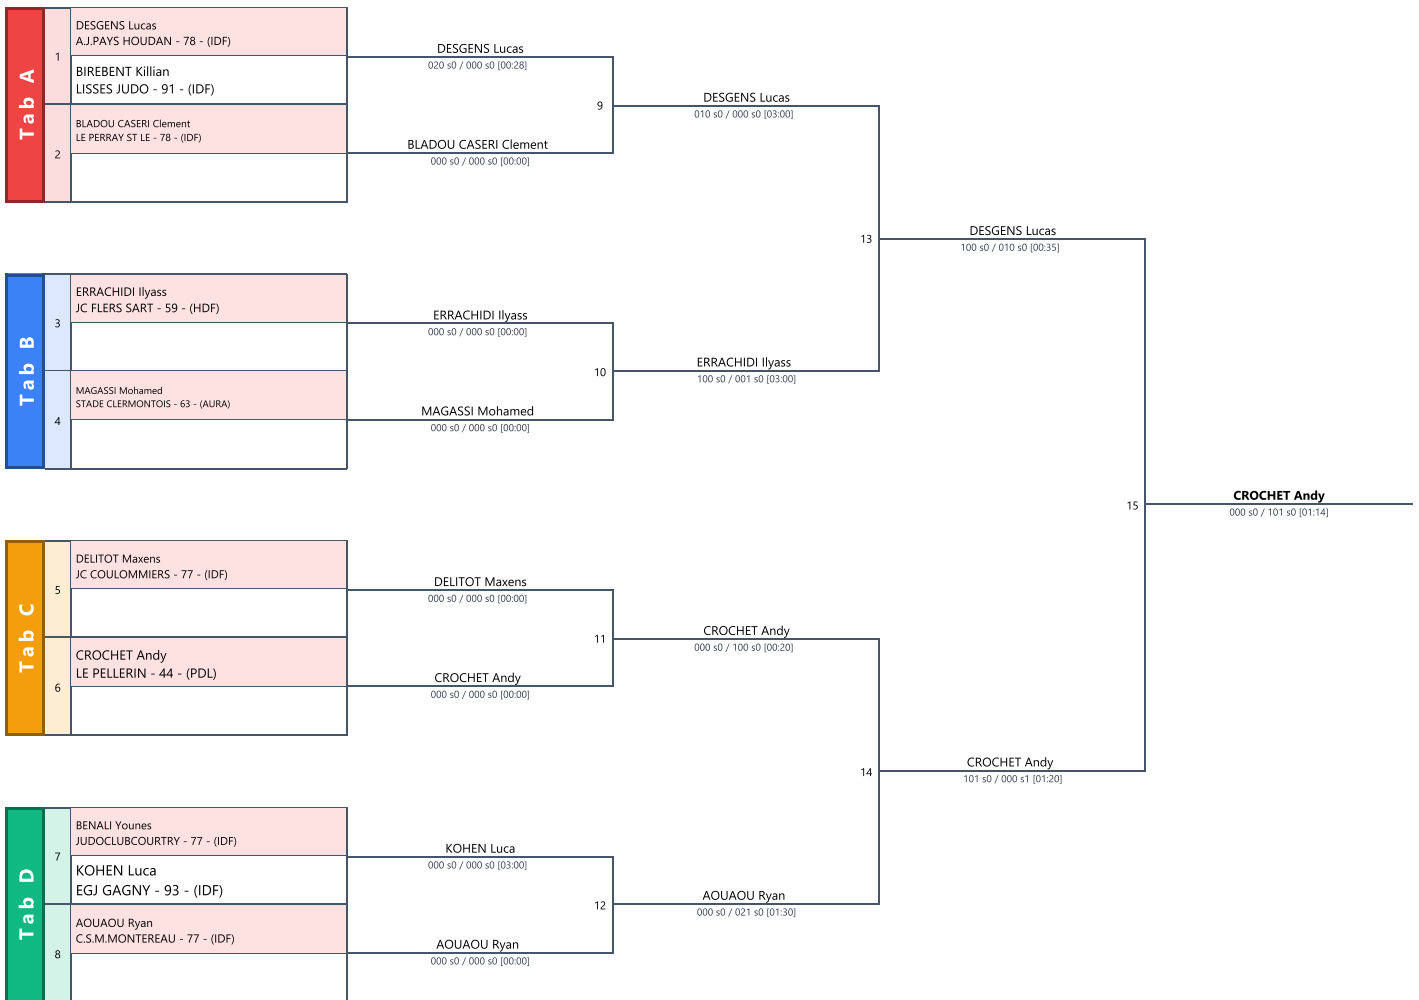 Tab A
1
DESGENS Lucas
A.J.PAYS HOUDAN - 78 - (IDF)
BIREBENT Killian
LISSES JUDO - 91 - (IDF)
2
BLADOU CASERI Clement
LE PERRAY ST LE - 78 - (IDF)
DESGENS Lucas
020 s0 / 000 s0 [00:28]
9
BLADOU CASERI Clement
000 s0 / 000 s0 [00:00]
DESGENS Lucas
010 s0 / 000 s0 [03:00]
13
DESGENS Lucas
100 s0 / 010 s0 [00:35]
Tab B
3
ERRACHIDI Ilyass
JC FLERS SART - 59 - (HDF)
4
MAGASSI Mohamed
STADE CLERMONTOIS - 63 - (AURA)
ERRACHIDI Ilyass
000 s0 / 000 s0 [00:00]
10
MAGASSI Mohamed
000 s0 / 000 s0 [00:00]
ERRACHIDI Ilyass
100 s0 / 001 s0 [03:00]
15
CROCHET Andy
000 s0 / 101 s0 [01:14]
Tab C
5
DELITOT Maxens
JC COULOMMIERS - 77 - (IDF)
6
CROCHET Andy
LE PELLERIN - 44 - (PDL)
DELITOT Maxens
000 s0 / 000 s0 [00:00]
11
CROCHET Andy
000 s0 / 000 s0 [00:00]
CROCHET Andy
000 s0 / 100 s0 [00:20]
14
CROCHET Andy
101 s0 / 000 s1 [01:20]
Tab D
7
BENALI Younes
JUDOCLUBCOURTRY - 77 - (IDF)
KOHEN Luca
EGJ GAGNY - 93 - (IDF)
8
AOUAOU Ryan
C.S.M.MONTEREAU - 77 - (IDF)
KOHEN Luca
000 s0 / 000 s0 [03:00]
12
AOUAOU Ryan
000 s0 / 000 s0 [00:00]
AOUAOU Ryan
000 s0 / 021 s0 [01:30]